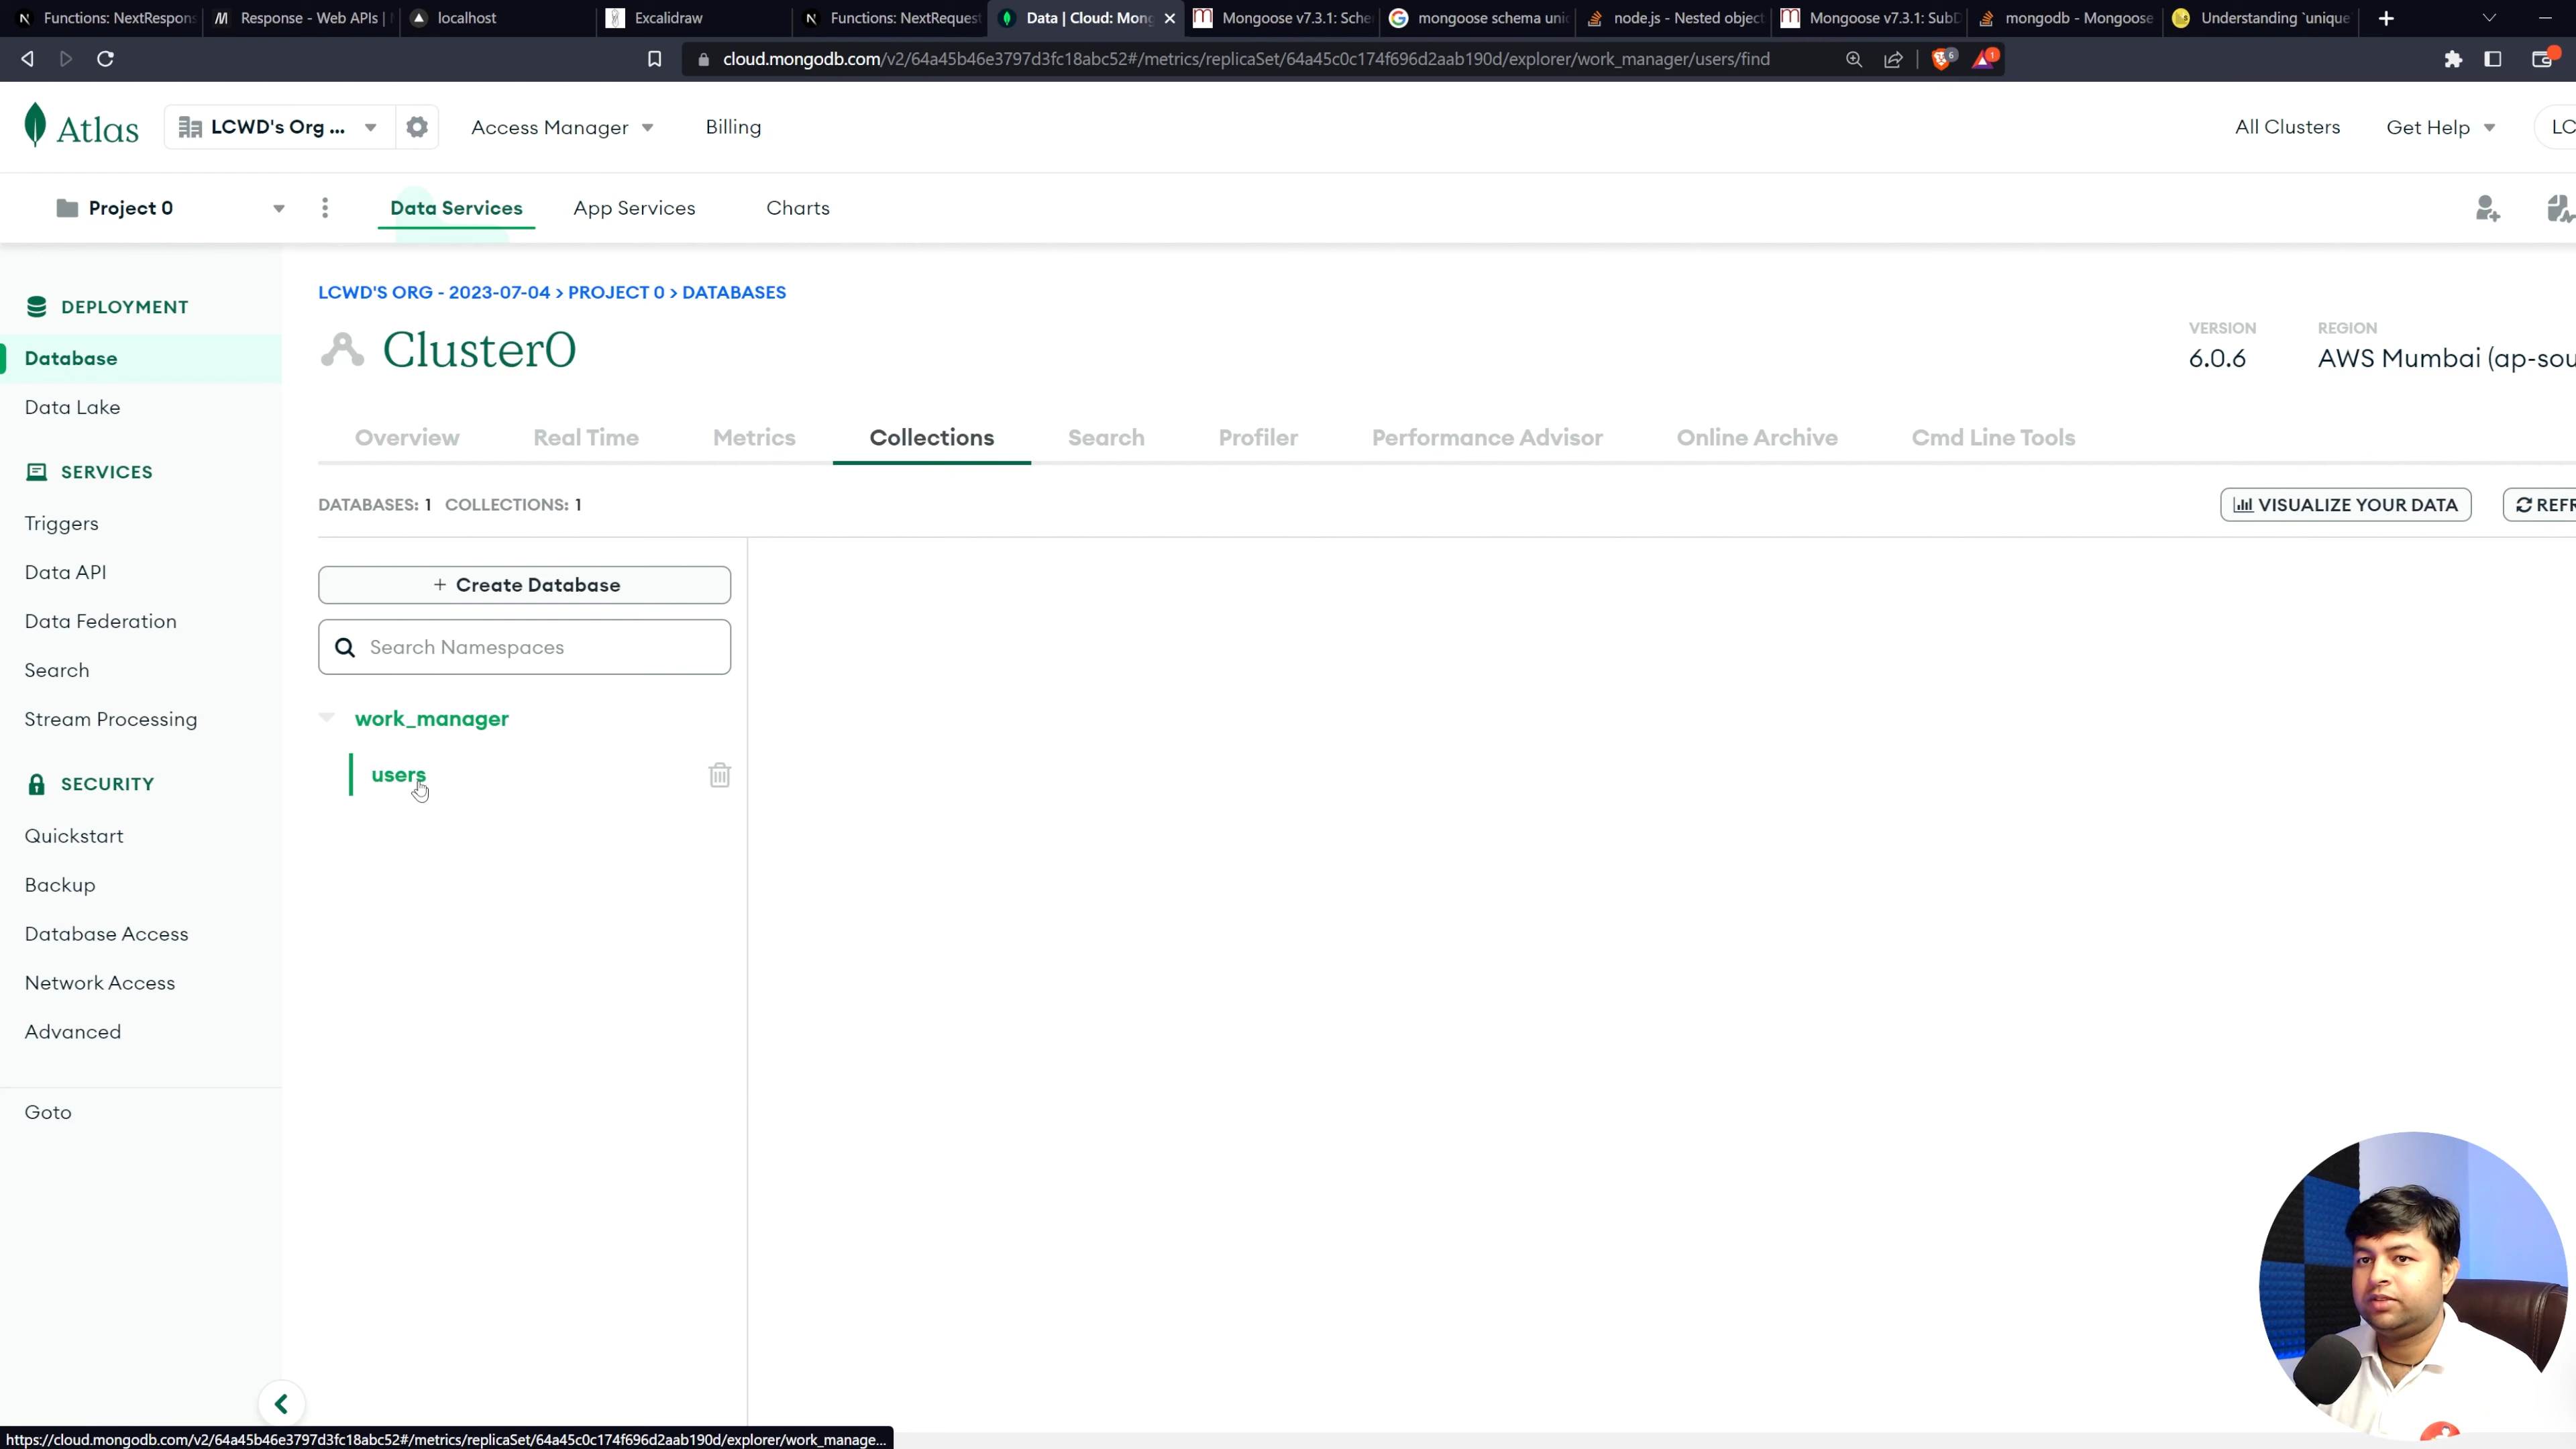 Functions: NextRespons
Response - Web APIs |
localhost
Excalidraw
Functions: NextRequest
Data | Cloud: Mong
Mongoose v7.3.1: Sche
mongoose schema unic
node.js - Nested object
Mongoose v7.3.1: SubD
mongodb - Mongoose
Understanding `unique
cloud.mongodb.com/v2/64a45b46e3797d3fc18abc52#/metrics/replicaSet/64a45c0c174f696d2aab190d/explorer/work_manager/users/find
6
1
Atlas
LCWD's Org ...
Access Manager
Billing
All Clusters
Get Help
LC
Project 0
Data Services
App Services
Charts
DEPLOYMENT
Database
Data Lake
SERVICES
Triggers
Data API
Data Federation
Search
Stream Processing
SECURITY
Quickstart
Backup
Database Access
Network Access
Advanced
Goto
LCWD'S ORG - 2023-07-04 > PROJECT 0 > DATABASES
Cluster0
VERSION
6.0.6
REGION
AWS Mumbai (ap-sou
Overview
Real Time
Metrics
Collections
Search
Profiler
Performance Advisor
Online Archive
Cmd Line Tools
DATABASES: 1 COLLECTIONS: 1
VISUALIZE YOUR DATA
REFR
+ Create Database
Search Namespaces
work_manager
users
https://cloud.mongodb.com/v2/64a45b46e3797d3fc18abc52#/metrics/replicaSet/64a45c0c174f696d2aab190d/explorer/work_manage...